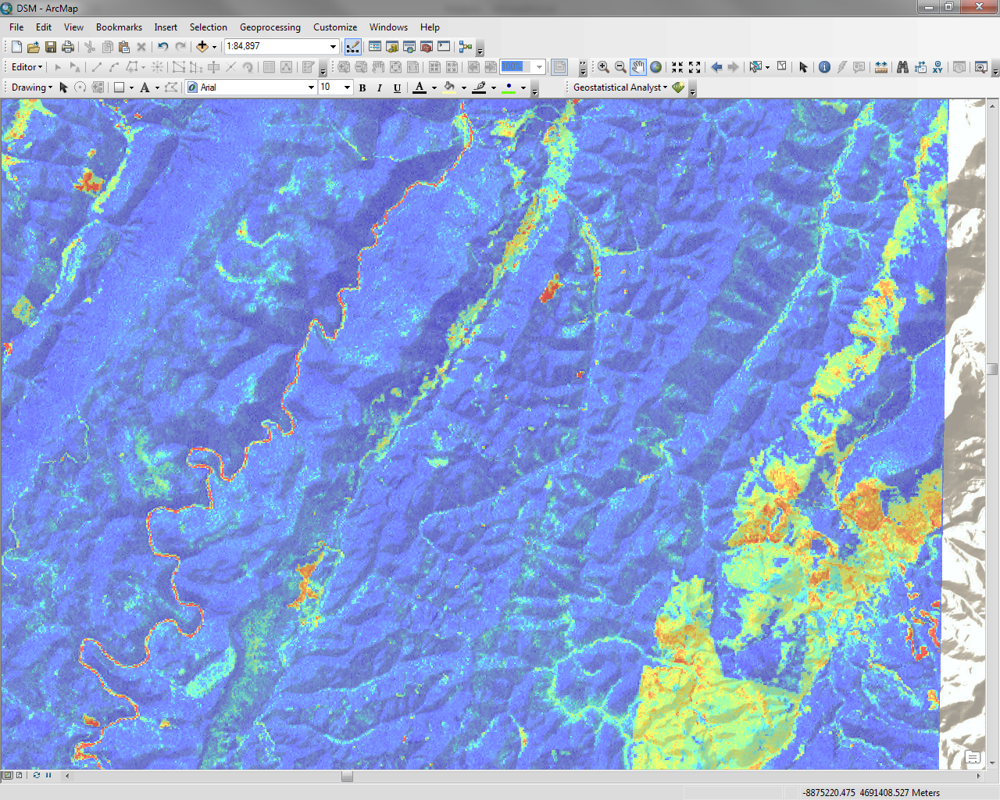 DSM - ArcMap
File Edit View Bookmarks Insert Selection Geoprocessing Customize Windows Help
1:84,897
Editor 100%
Drawing A Arial 10 B I U A Geostatistical Analyst
-8875220.475 4691408.527 Meters